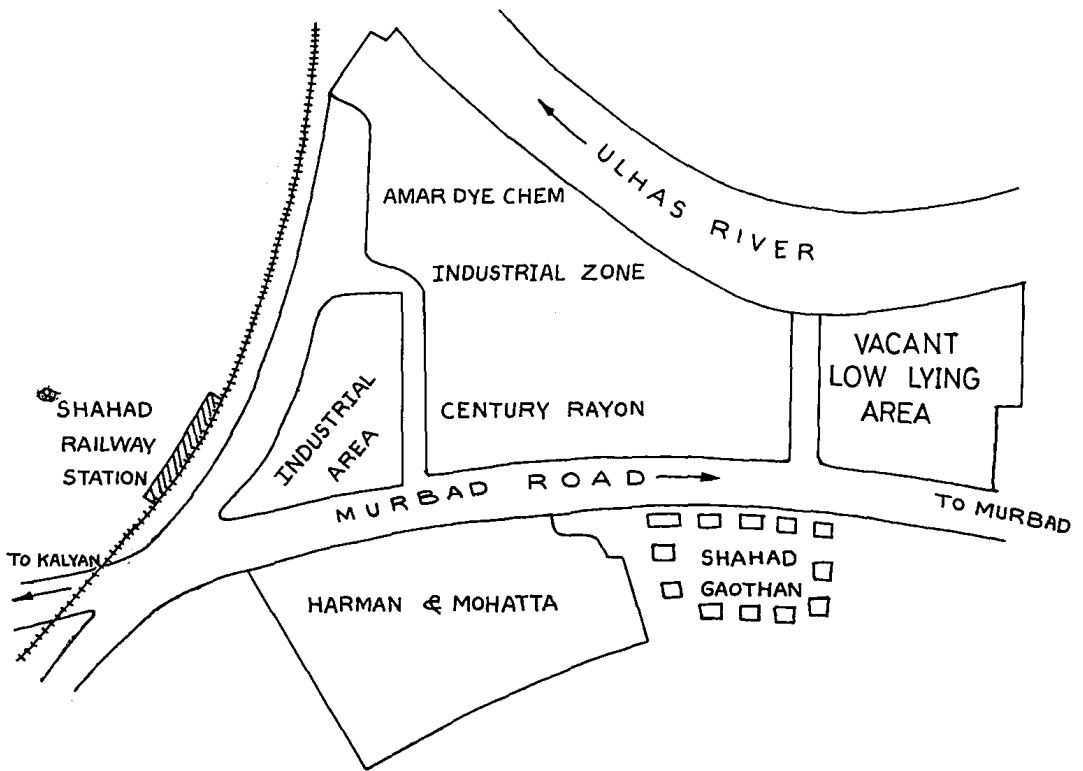 AMAR DYE CHEM
ULHAS RIVER
INDUSTRIAL ZONE
VACANT
LOW LYING
AREA
SHAHAD
RAILWAY
STATION
INDUSTRIAL
AREA
CENTURY RAYON
MURBAD ROAD
TO MURBAD
TO KALYAN
SHAHAD
GAOTHAN
HARMAN & MOHATTA